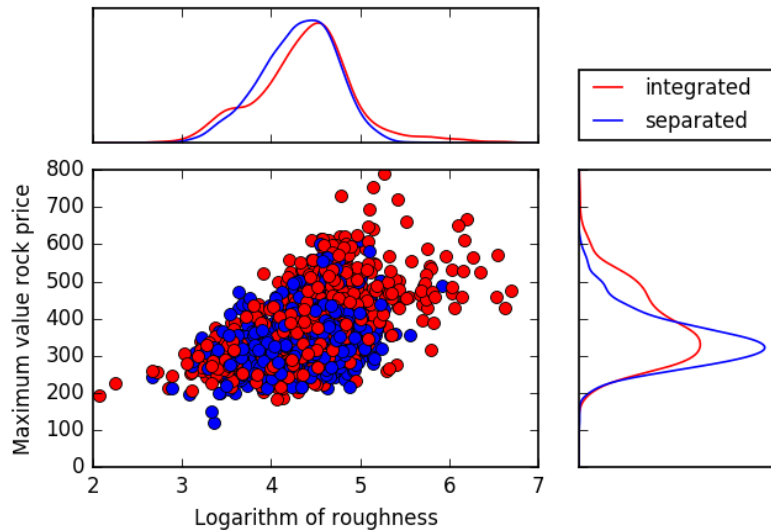 integrated
separated
800
700
600
500
400
300
200
100
0
Maximum value rock price
2 3 4 5 6 7
Logarithm of roughness